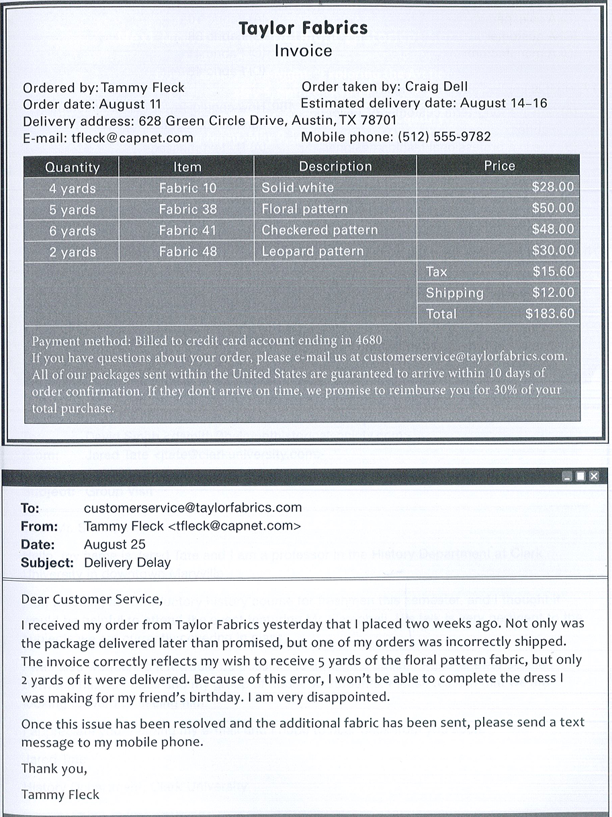 Taylor Fabrics
Invoice
Ordered by: Tammy Fleck Order taken by: Craig Dell
Order date: August 11 Estimated delivery date: August 14–16
Delivery address: 628 Green Circle Drive, Austin, TX 78701
E-mail: tfleck@capnet.com Mobile phone: (512) 555-9782
Quantity Item Description Price
4 yards Fabric 10 Solid white $28.00
5 yards Fabric 38 Floral pattern $50.00
6 yards Fabric 41 Checkered pattern $48.00
2 yards Fabric 48 Leopard pattern $30.00
Tax $15.60
Shipping $12.00
Total $183.60
Payment method: Billed to credit card account ending in 4680
If you have questions about your order, please e-mail us at customerservice@taylorfabrics.com.
All of our packages sent within the United States are guaranteed to arrive within 10 days of
order confirmation. If they don't arrive on time, we promise to reimburse you for 30% of your
total purchase.
To: customerservice@taylorfabrics.com
From: Tammy Fleck <tfleck@capnet.com>
Date: August 25
Subject: Delivery Delay
Dear Customer Service,
I received my order from Taylor Fabrics yesterday that I placed two weeks ago. Not only was
the package delivered later than promised, but one of my orders was incorrectly shipped.
The invoice correctly reflects my wish to receive 5 yards of the floral pattern fabric, but only
2 yards of it were delivered. Because of this error, I won't be able to complete the dress I
was making for my friend's birthday. I am very disappointed.
Once this issue has been resolved and the additional fabric has been sent, please send a text
message to my mobile phone.
Thank you,
Tammy Fleck